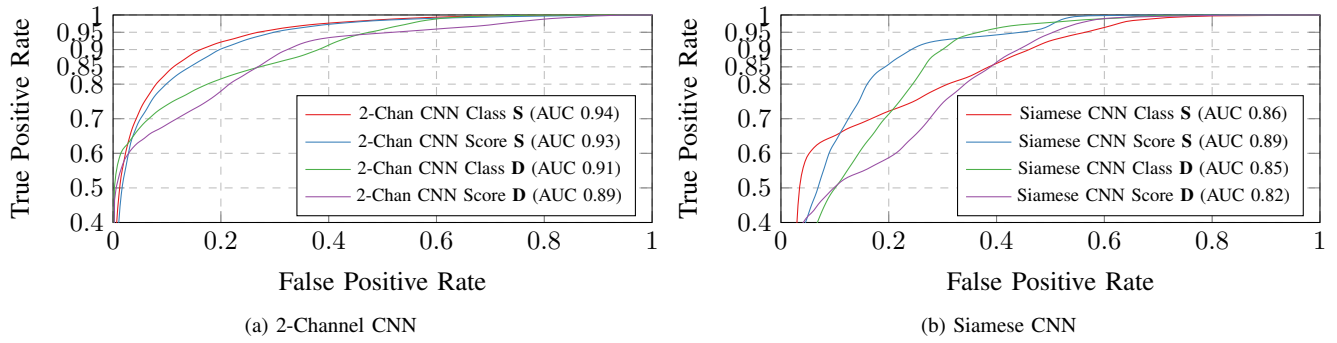 1
0.95
0.9
0.85
0.8
0.7
0.6
0.5
0.4
True Positive Rate
2-Chan CNN Class S (AUC 0.94)
2-Chan CNN Score S (AUC 0.93)
2-Chan CNN Class D (AUC 0.91)
2-Chan CNN Score D (AUC 0.89)
0 0.2 0.4 0.6 0.8 1
False Positive Rate
(a) 2-Channel CNN
1
0.95
0.9
0.85
0.8
0.7
0.6
0.5
0.4
True Positive Rate
Siamese CNN Class S (AUC 0.86)
Siamese CNN Score S (AUC 0.89)
Siamese CNN Class D (AUC 0.85)
Siamese CNN Score D (AUC 0.82)
0 0.2 0.4 0.6 0.8 1
False Positive Rate
(b) Siamese CNN